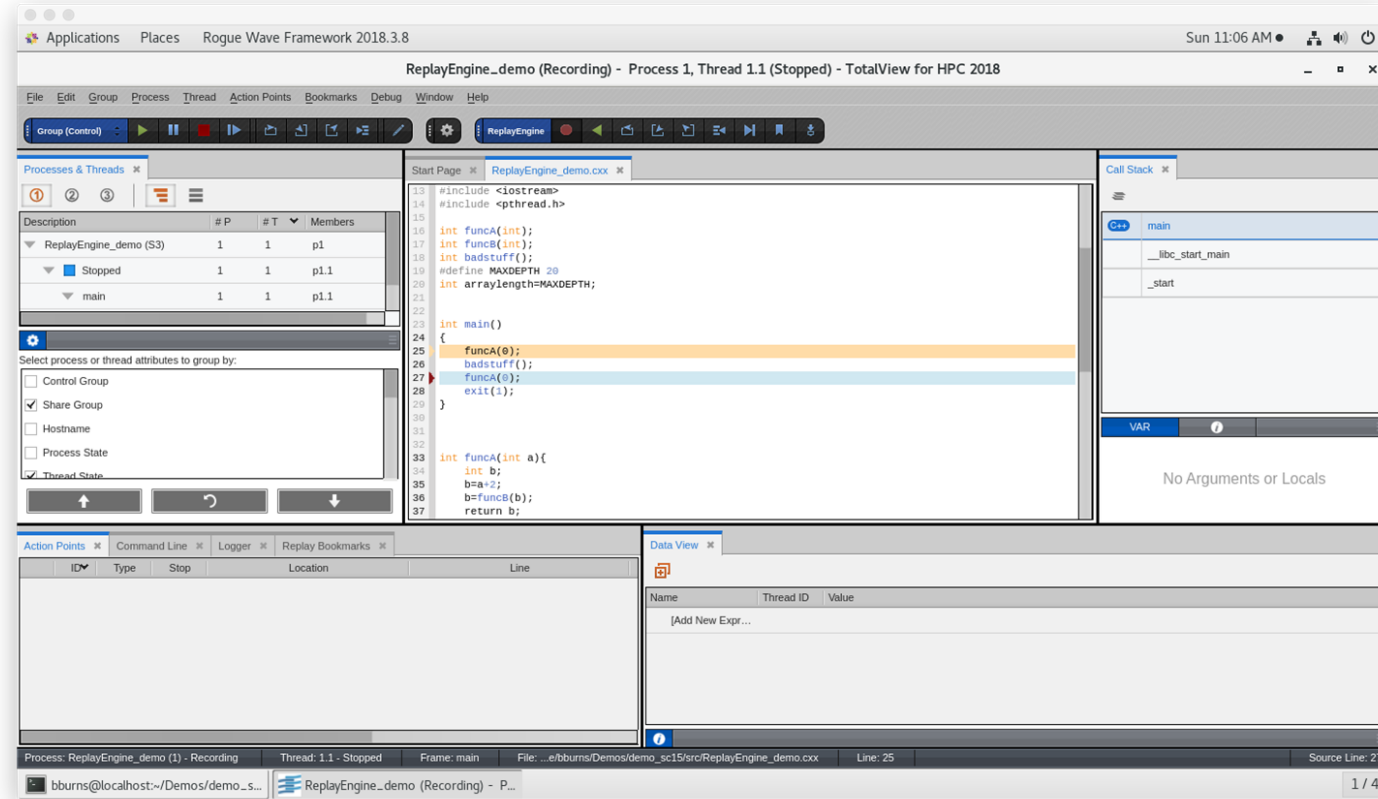 Applications Places Rogue Wave Framework 2018.3.8 Sun 11:06 AM
ReplayEngine_demo (Recording) - Process 1, Thread 1.1 (Stopped) - TotalView for HPC 2018
File Edit Group Process Thread Action Points Bookmarks Debug Window Help
Group (Control) ReplayEngine
Processes & Threads
1 2 3
Description # P # T Members
ReplayEngine_demo (S3) 1 1 p1
Stopped 1 1 p1.1
main 1 1 p1.1
Select process or thread attributes to group by:
Control Group
Share Group
Hostname
Process State
Thread State
Start Page ReplayEngine_demo.cxx
13 #include <iostream>
14 #include <pthread.h>
15
16 int funcA(int);
17 int funcB(int);
18 int badstuff();
19 #define MAXDEPTH 20
20 int arraylength=MAXDEPTH;
21
22
23 int main()
24 {
25 funcA(0);
26 badstuff();
27 funcA(0);
28 exit(1);
29 }
30
31
32
33 int funcA(int a){
34 int b;
35 b=a+2;
36 b=funcB(b);
37 return b;
Call Stack
C++ main
__libc_start_main
_start
VAR
No Arguments or Locals
Action Points Command Line Logger Replay Bookmarks
ID Type Stop Location Line
Data View
Name Thread ID Value
[Add New Expr...
Process: ReplayEngine_demo (1) - Recording Thread: 1.1 - Stopped Frame: main File: ...e/bburns/Demos/demo_sc15/src/ReplayEngine_demo.cxx Line: 25 Source Line: 27
bburns@localhost:~/Demos/demo_s... ReplayEngine_demo (Recording) - P... 1 / 4